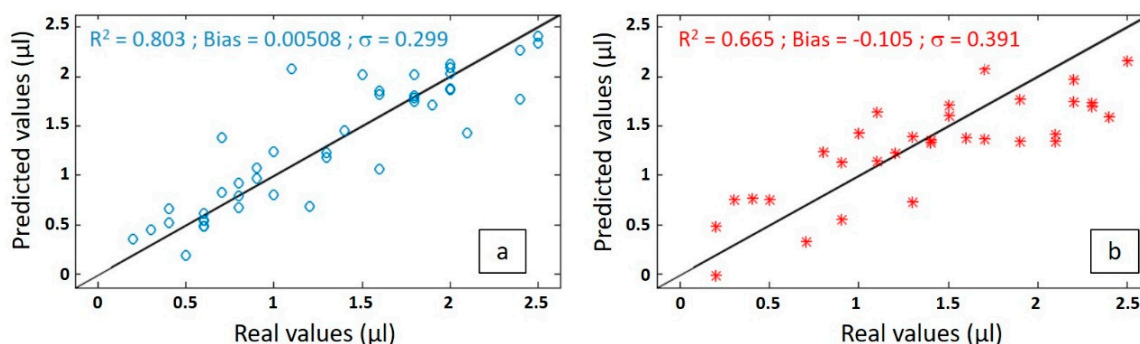 R² = 0.803 ; Bias = 0.00508 ; σ = 0.299
Predicted values (µl)
2.5
2
1.5
1
0.5
0
a
0 0.5 1 1.5 2 2.5
Real values (µl)
R² = 0.665 ; Bias = -0.105 ; σ = 0.391
Predicted values (µl)
2.5
2
1.5
1
0.5
0
b
0 0.5 1 1.5 2 2.5
Real values (µl)